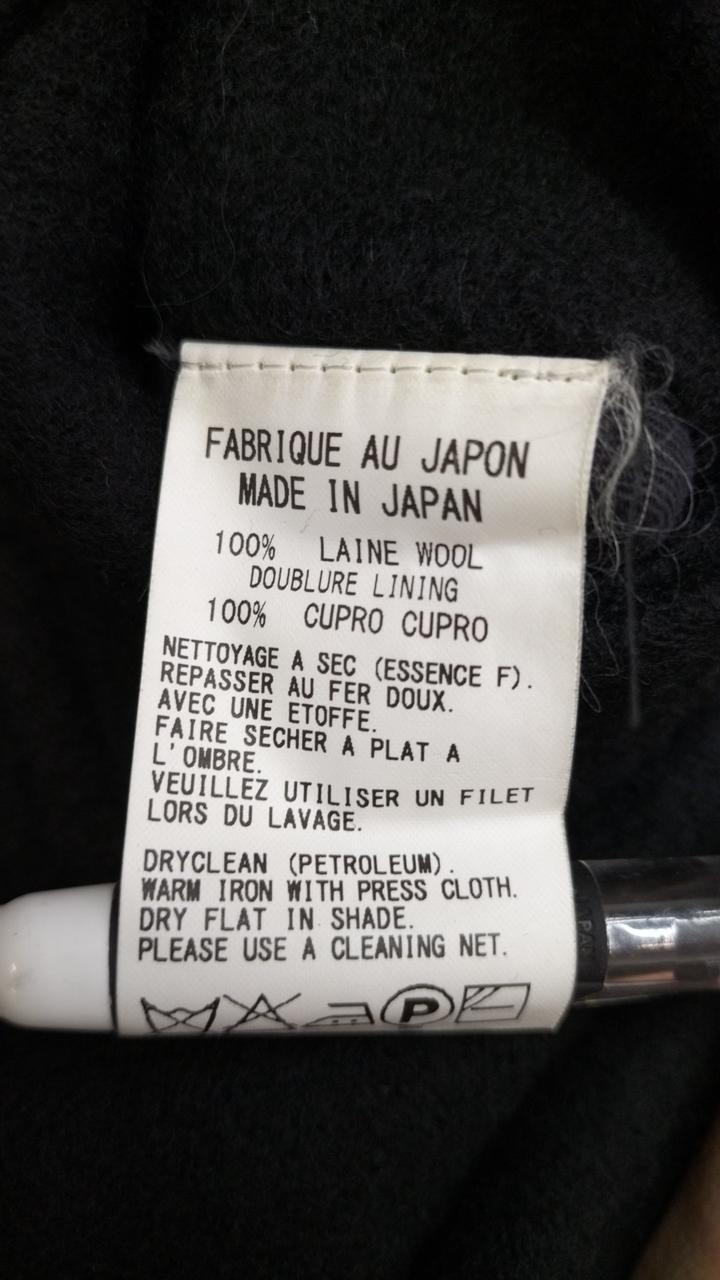 FABRIQUE AU JAPON
MADE IN JAPAN
100% LAINE WOOL
DOUBLURE LINING
100% CUPRO CUPRO
NETTOYAGE A SEC (ESSENCE F).
REPASSER AU FER DOUX.
AVEC UNE ETOFFE.
FAIRE SECHER A PLAT A
L'OMBRE.
VEUILLEZ UTILISER UN FILET
LORS DU LAVAGE.
DRYCLEAN (PETROLEUM).
WARM IRON WITH PRESS CLOTH.
DRY FLAT IN SHADE.
PLEASE USE A CLEANING NET.
P